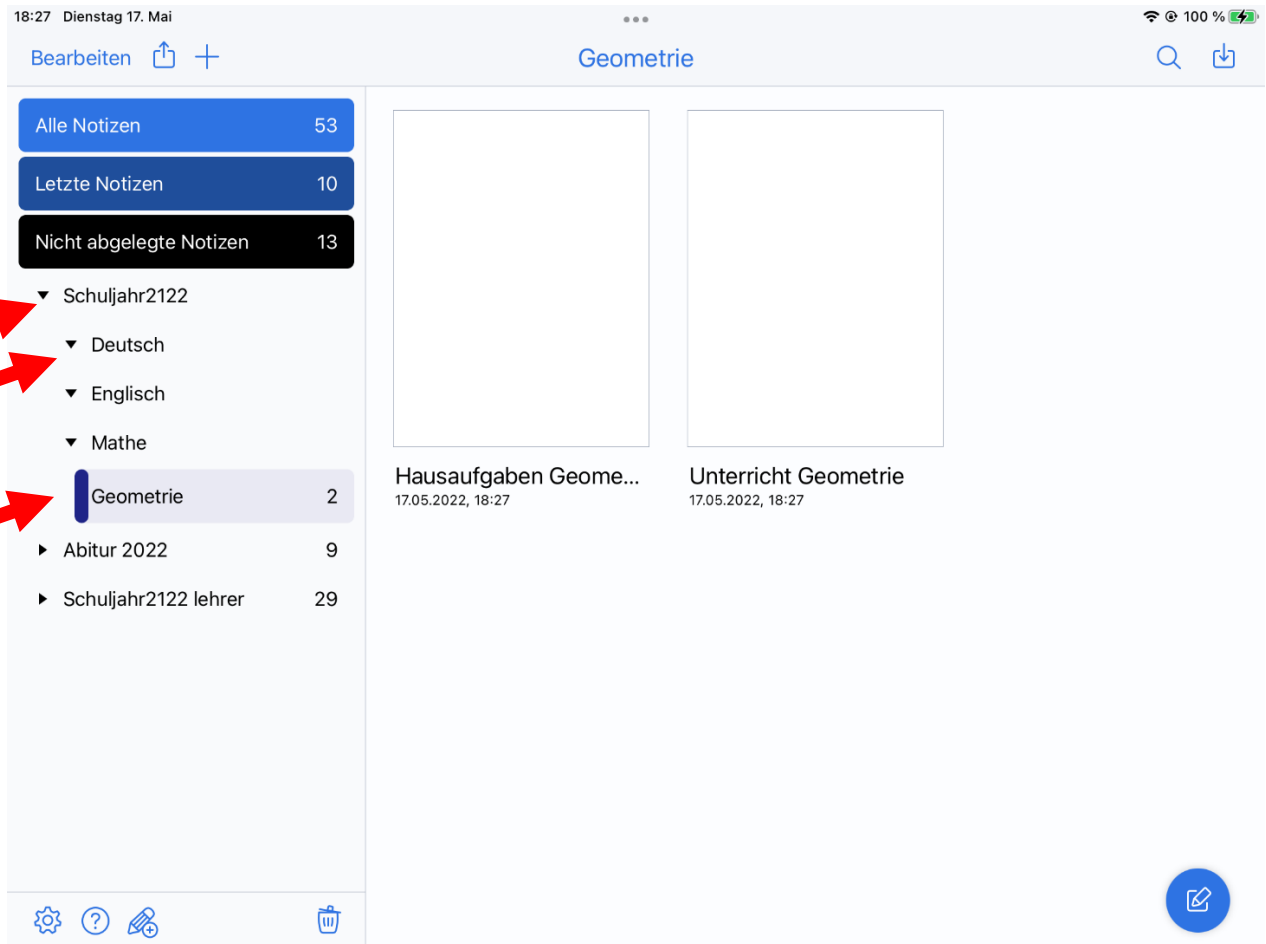 18:27 Dienstag 17. Mai
100 %
Bearbeiten
Geometrie
Alle Notizen 53
Letzte Notizen 10
Nicht abgelegte Notizen 13
Schuljahr2122
Deutsch
Englisch
Mathe
Geometrie 2
Abitur 2022 9
Schuljahr2122 lehrer 29
Hausaufgaben Geome...
17.05.2022, 18:27
Unterricht Geometrie
17.05.2022, 18:27